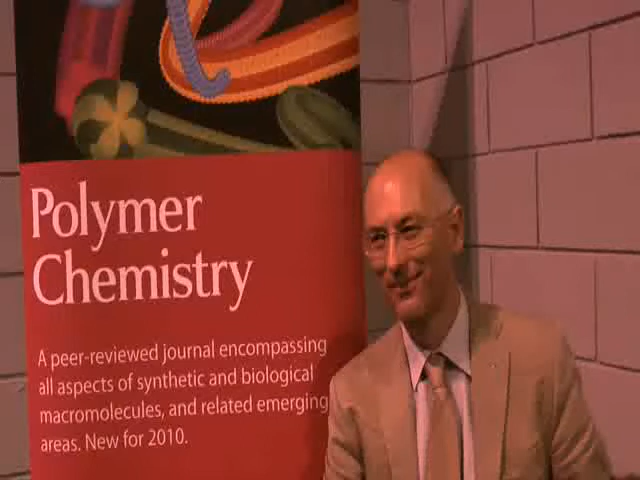 Polymer
Chemistry
A peer-reviewed journal encompassing
all aspects of synthetic and biological
macromolecules, and related emerging
areas. New for 2010.